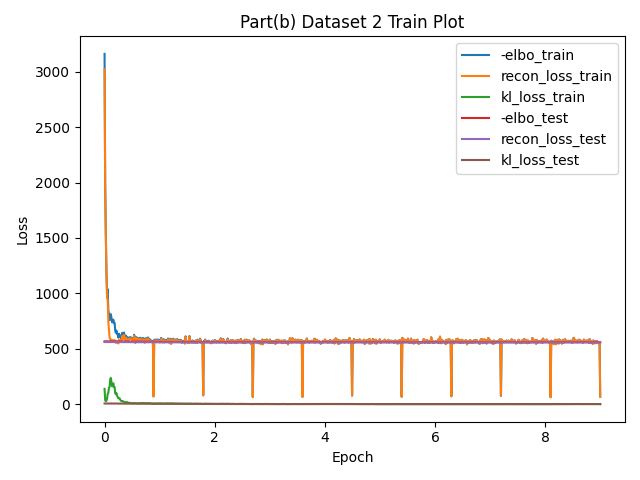 Part(b) Dataset 2 Train Plot
-elbo_train
recon_loss_train
kl_loss_train
-elbo_test
recon_loss_test
kl_loss_test
3000
2500
2000
1500
1000
500
0
Loss
0 2 4 6 8
Epoch